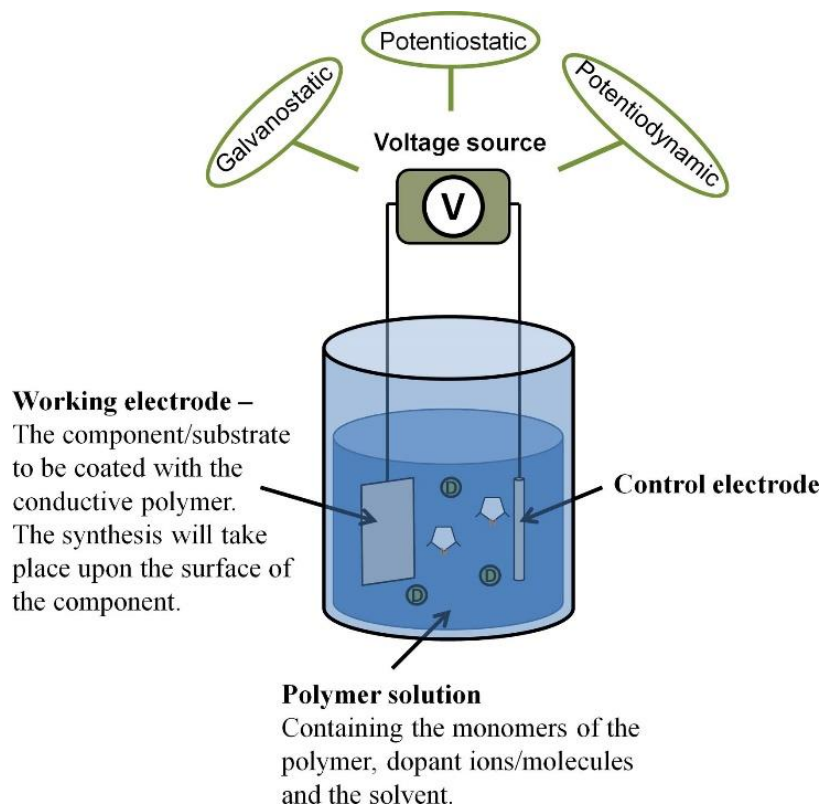 Potentiostatic
Galvanostatic
Potentiodynamic
Voltage source
V
Working electrode –
The component/substrate
to be coated with the
conductive polymer.
The synthesis will take
place upon the surface of
the component.
D
D
D
Control electrode
Polymer solution
Containing the monomers of the
polymer, dopant ions/molecules
and the solvent.